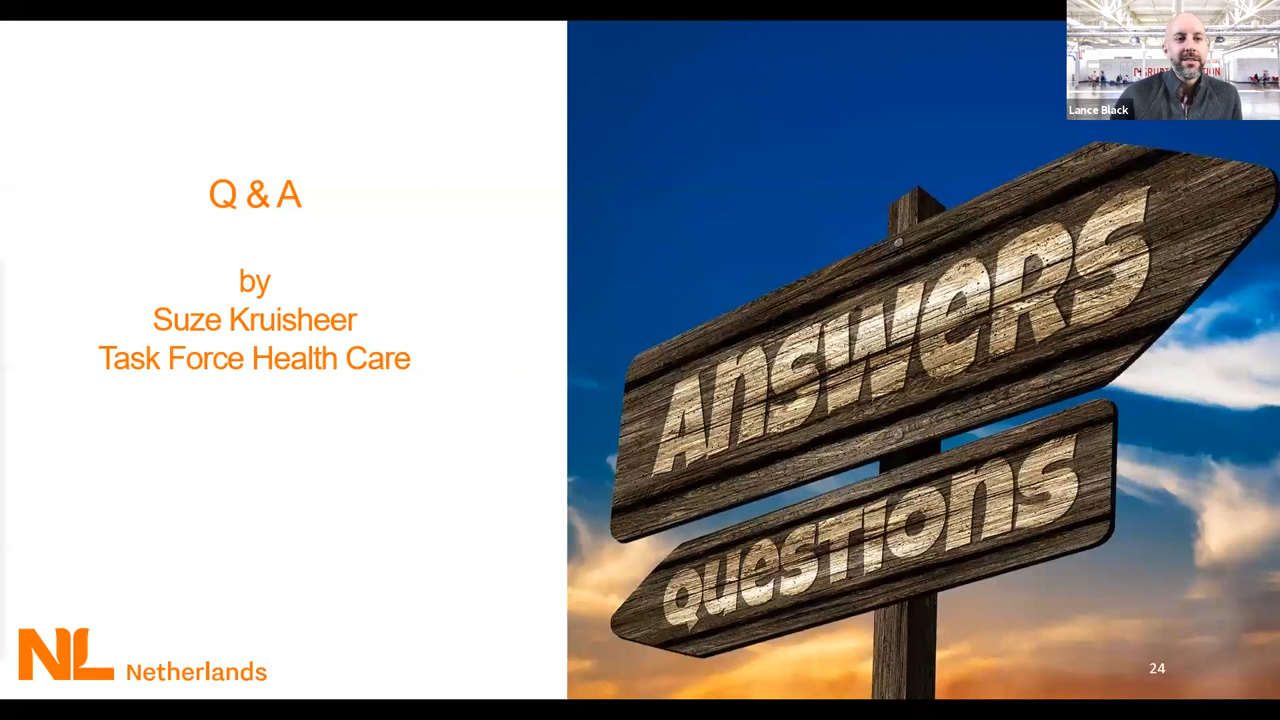 Q & A
by
Suze Kruisheer
Task Force Health Care
NL Netherlands
ANSWERS
QUESTIONS
24
Lance Black